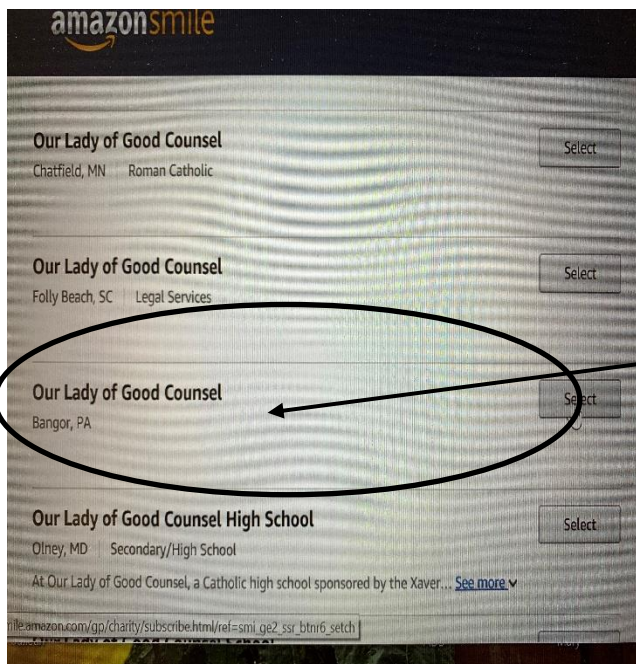 amazonsmile
Our Lady of Good Counsel
Select
Chatfield, MN | Roman Catholic
Our Lady of Good Counsel
Select
Folly Beach, SC | Legal Services
Our Lady of Good Counsel
Select
Bangor, PA
Our Lady of Good Counsel High School
Select
Olney, MD | Secondary/High School
At Our Lady of Good Counsel, a Catholic high school sponsored by the Xaver... See more
mile.amazon.com/gp/charity/subscribe.html/ref=smi_ge2_ssr_btnr6_setch